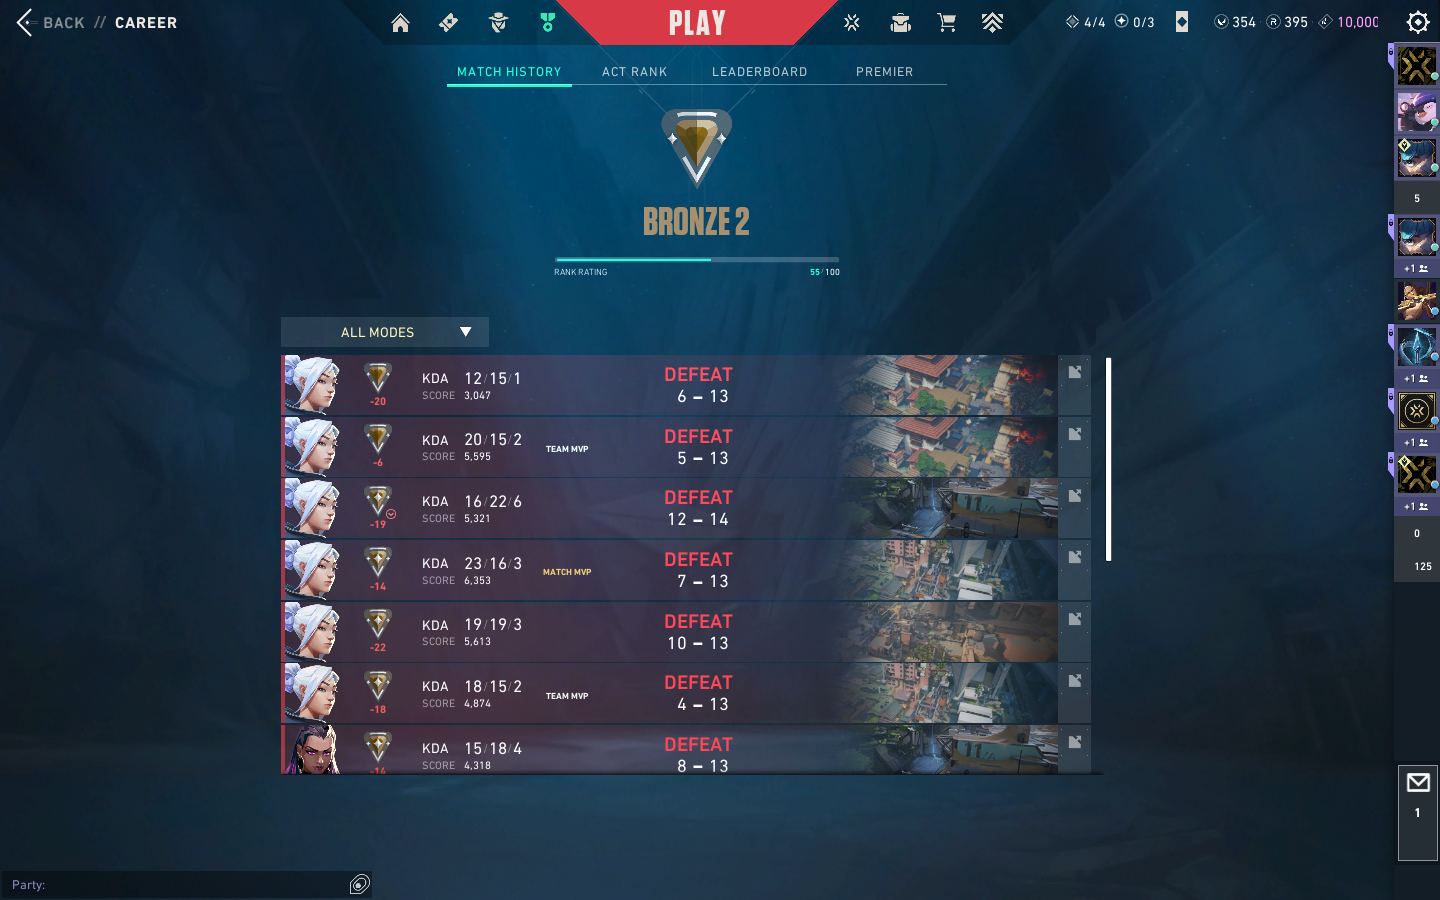 BACK // CAREER
PLAY
4/4 0/3 354 395 10,000
MATCH HISTORY ACT RANK LEADERBOARD PREMIER
BRONZE 2
RANK RATING 55/100
ALL MODES
KDA 12/15/1 DEFEAT
-20 SCORE 3,047 6 – 13
KDA 20/15/2 TEAM MVP DEFEAT
-6 SCORE 5,595 5 – 13
KDA 16/22/6 DEFEAT
-19 SCORE 5,321 12 – 14
KDA 23/16/3 MATCH MVP DEFEAT
-14 SCORE 6,353 7 – 13
KDA 19/19/3 DEFEAT
-22 SCORE 5,613 10 – 13
KDA 18/15/2 TEAM MVP DEFEAT
-18 SCORE 4,874 4 – 13
KDA 15/18/4 DEFEAT
SCORE 4,318 8 – 13
5
+1
+1
+1
+1
0
125
1
Party: